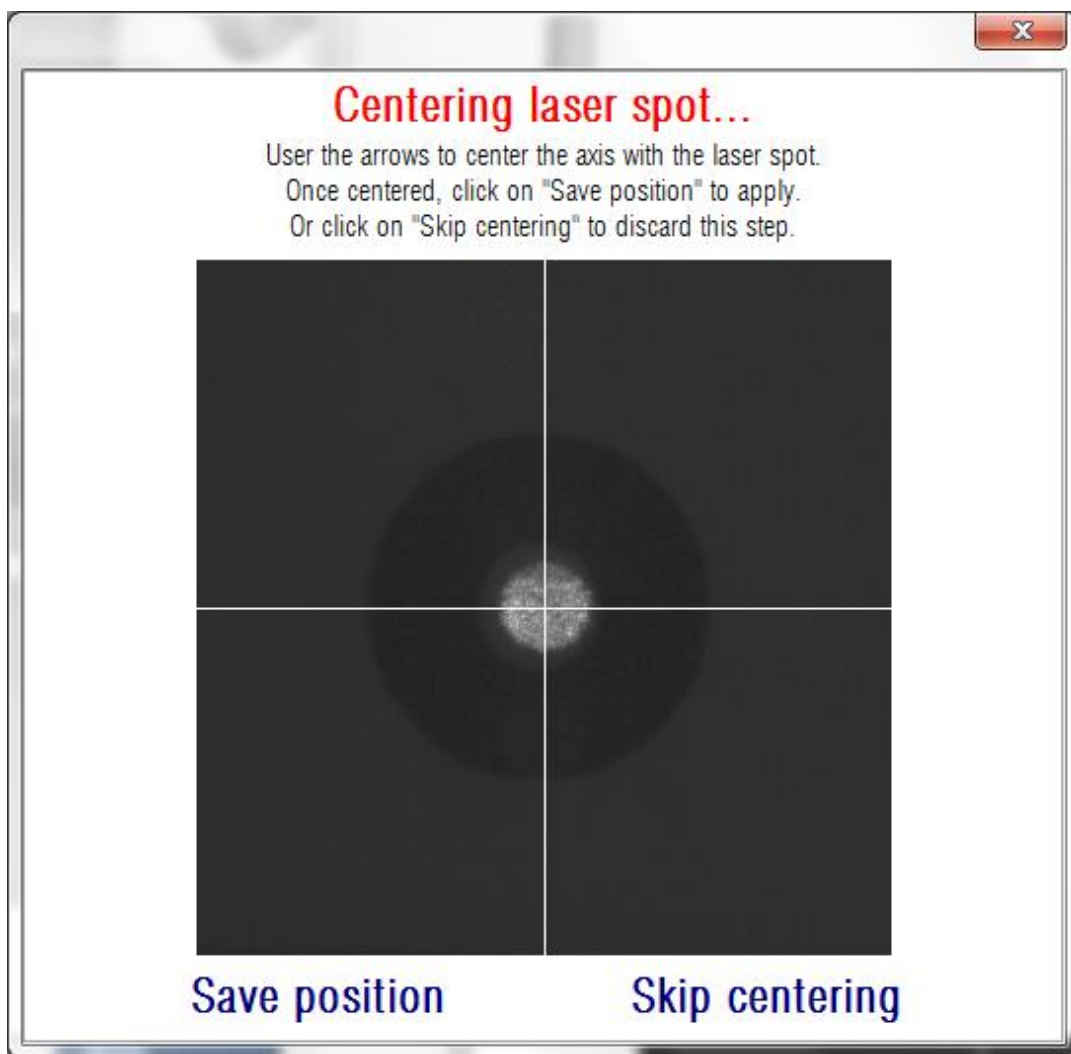 Centering laser spot...
User the arrows to center the axis with the laser spot.
Once centered, click on "Save position" to apply.
Or click on "Skip centering" to discard this step.
Save position
Skip centering